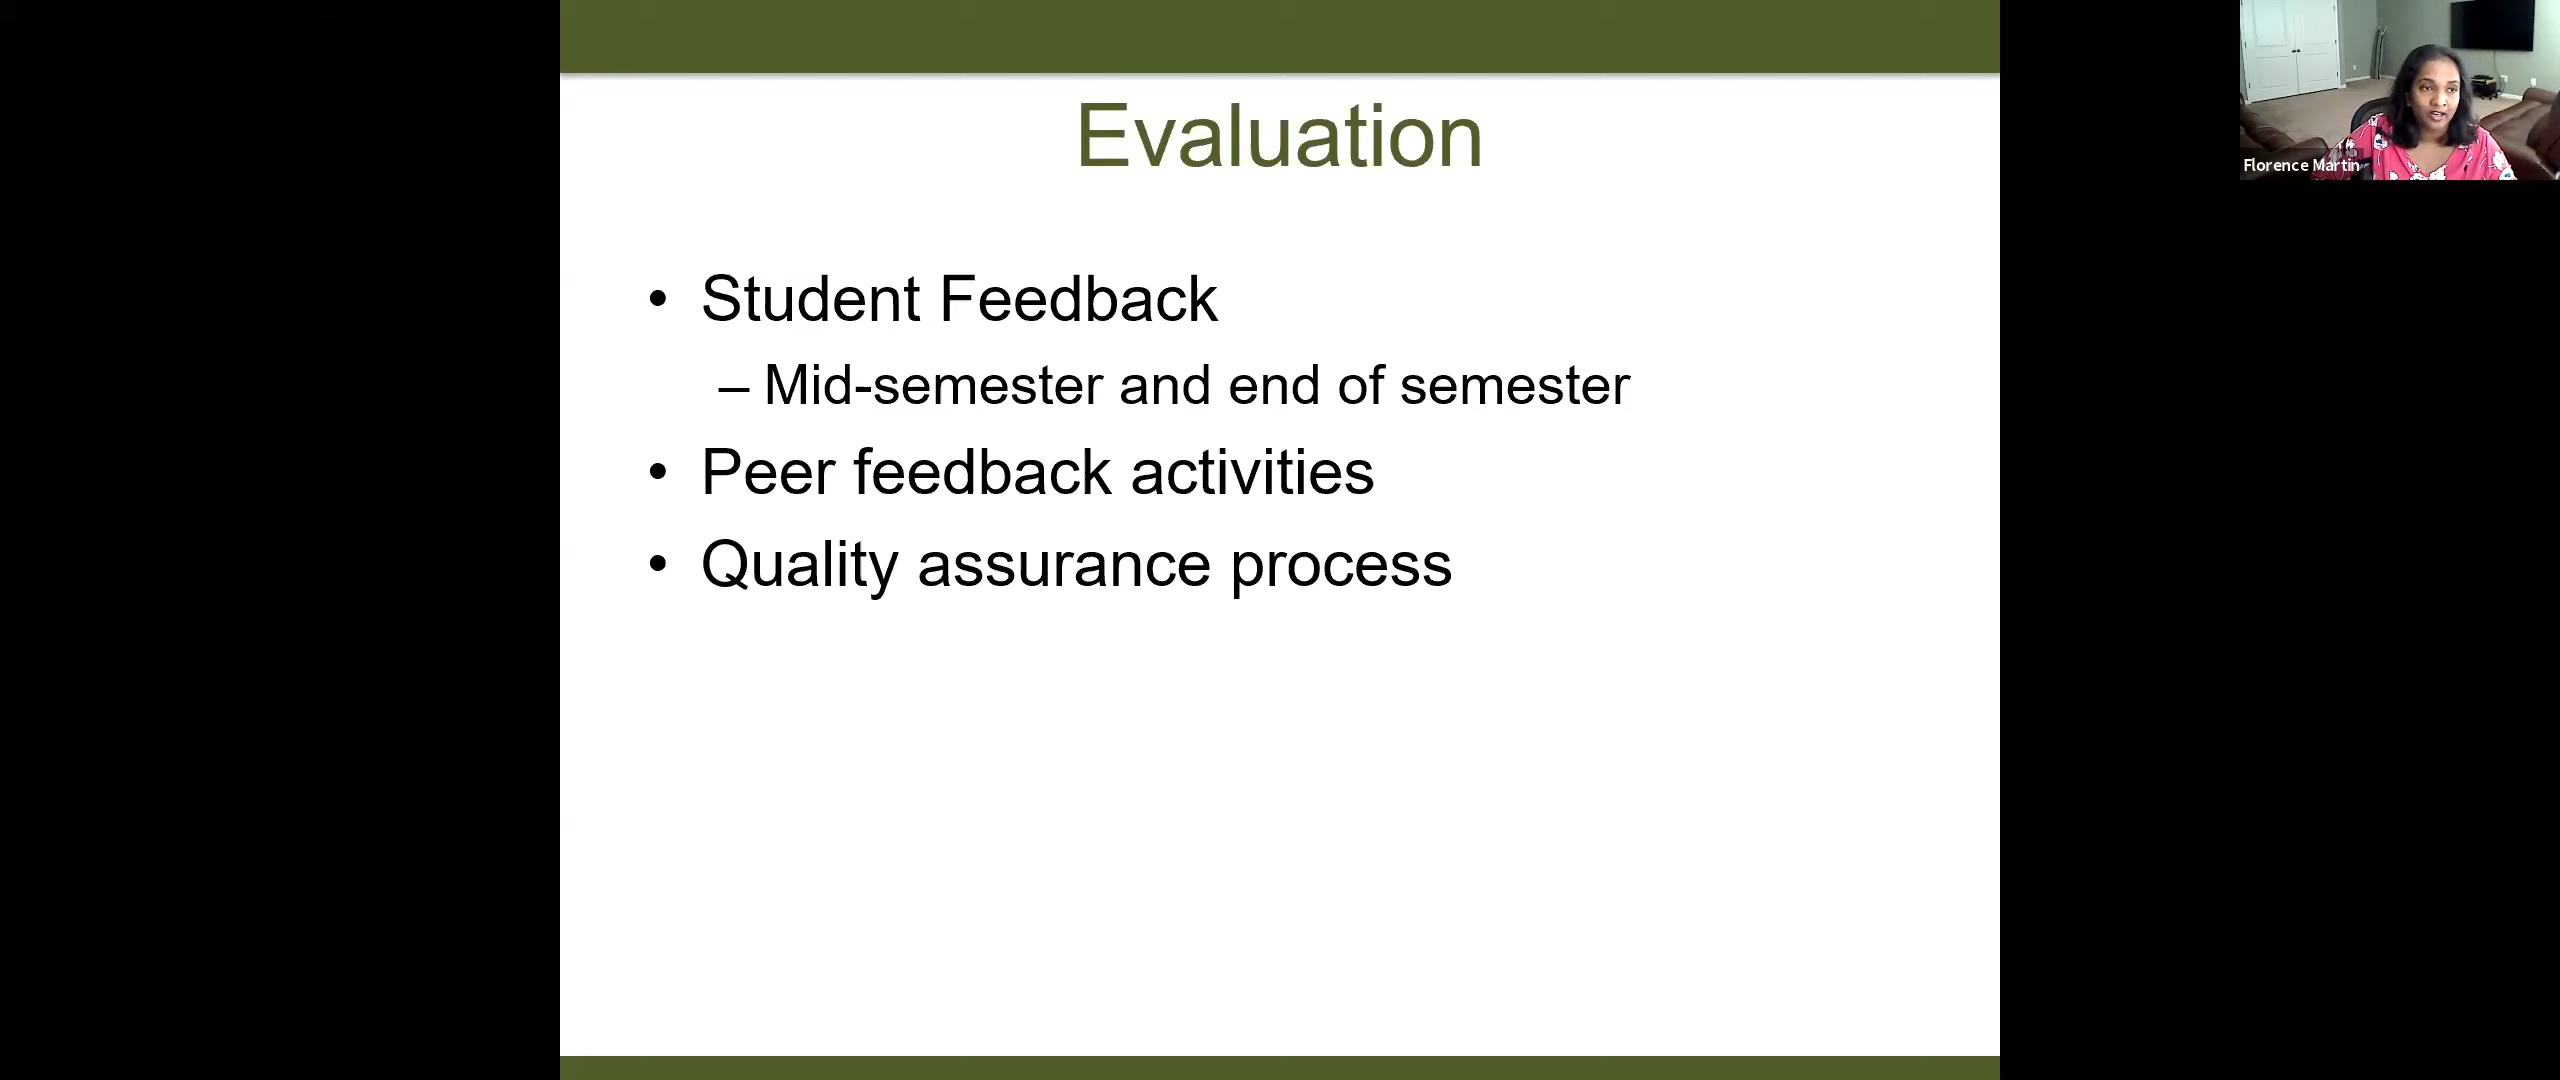 Evaluation
• Student Feedback
– Mid-semester and end of semester
• Peer feedback activities
• Quality assurance process
Florence Martin